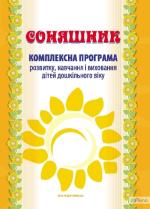 СОНЯШНИК
КОМПЛЕКСНА ПРОГРАМА
розвитку, навчання і виховання
дітей дошкільного віку